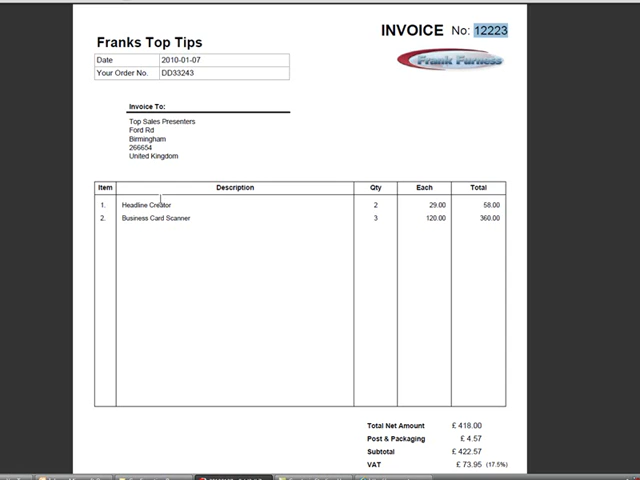 INVOICE No: 12223
Franks Top Tips
Frank Furness
Date 2010-01-07
Your Order No. DD33243
Invoice To:
Top Sales Presenters
Ford Rd
Birmingham
266654
United Kingdom
Item Description Qty Each Total
1. Headline Creator 2 29.00 58.00
2. Business Card Scanner 3 120.00 360.00
Total Net Amount £ 418.00
Post & Packaging £ 4.57
Subtotal £ 422.57
VAT £ 73.95 (17.5%)